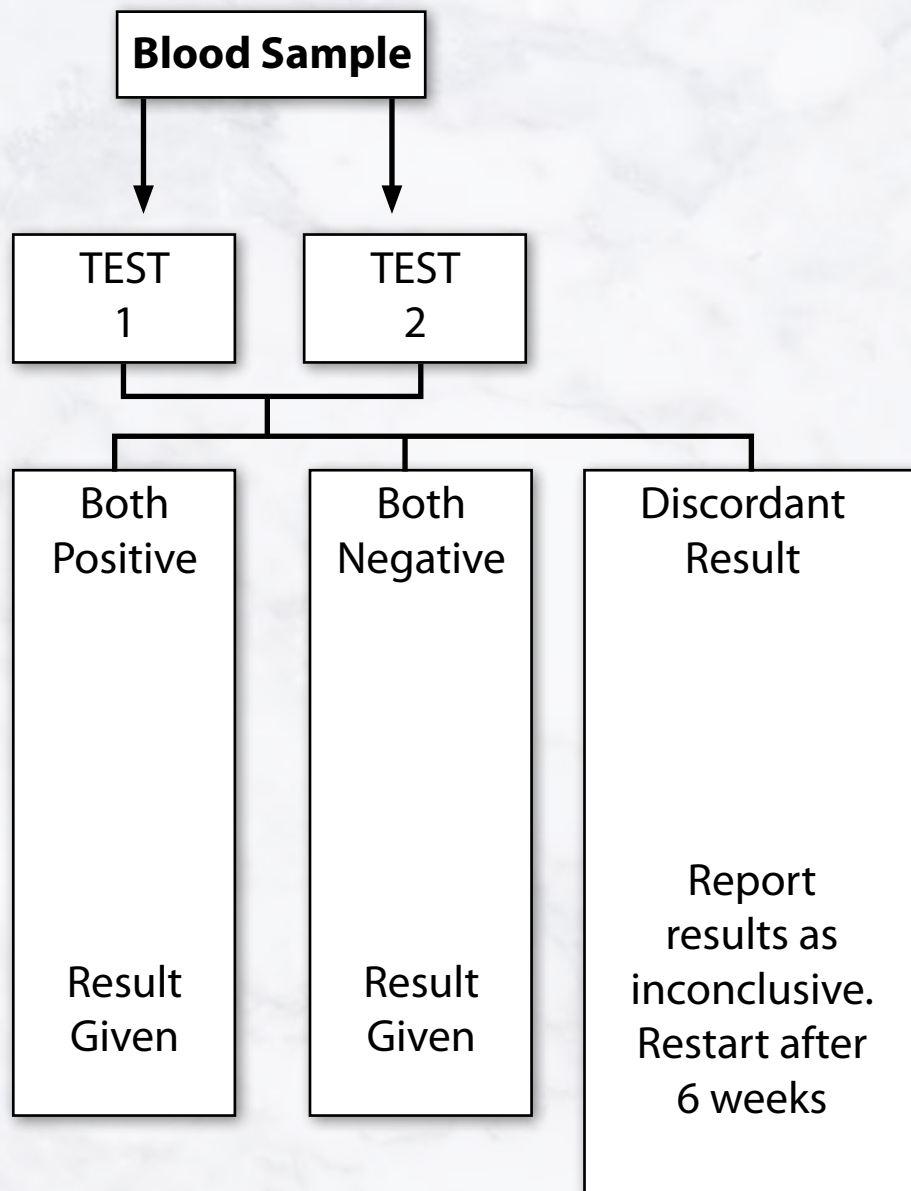 Blood Sample
TEST
1
TEST
2
Both
Positive
Result
Given
Both
Negative
Result
Given
Discordant
Result
Report
results as
inconclusive.
Restart after
6 weeks